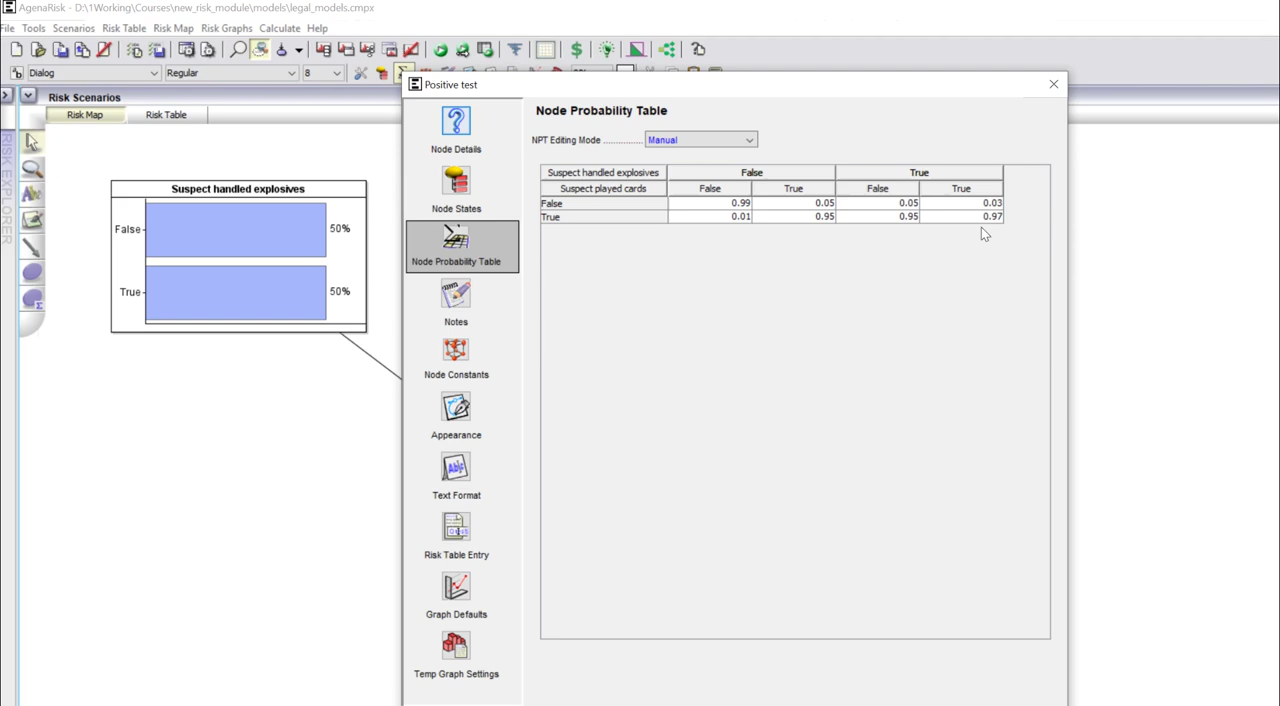 AgenaRisk - D:\1Working\Courses\new_risk_module\models\legal_models.cmpx
File Tools Scenarios Risk Table Risk Map Risk Graphs Calculate Help
Dialog Regular 8
Positive test
Risk Scenarios
Risk Map Risk Table
RISK EXPLORER
Suspect handled explosives
False 50%
True 50%
Node Details
Node States
Node Probability Table
Notes
Node Constants
Appearance
Text Format
Risk Table Entry
Graph Defaults
Temp Graph Settings
Node Probability Table
NPT Editing Mode ............... Manual
Suspect handled explosives False True
Suspect played cards False True False True
False 0.99 0.05 0.05 0.03
True 0.01 0.95 0.95 0.97